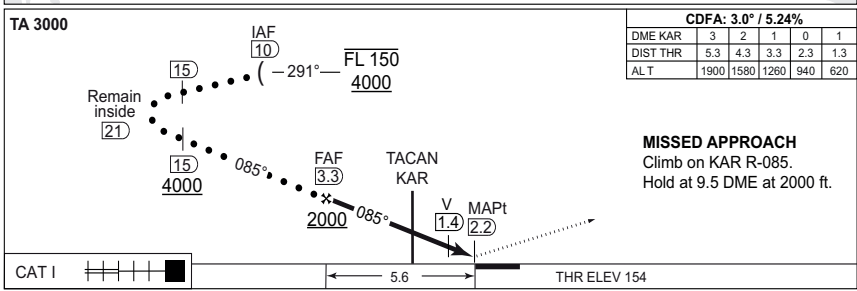 TA 3000
IAF
10
291°
FL 150
4000
15
Remain
inside
21
15
4000
085°
FAF
3.3
2000
085°
TACAN
KAR
V
1.4
MAPt
2.2
CDFA: 3.0° / 5.24%
DME KAR 3 2 1 0 1
DIST THR 5.3 4.3 3.3 2.3 1.3
ALT 1900 1580 1260 940 620
MISSED APPROACH
Climb on KAR R-085.
Hold at 9.5 DME at 2000 ft.
CAT I
5.6
THR ELEV 154